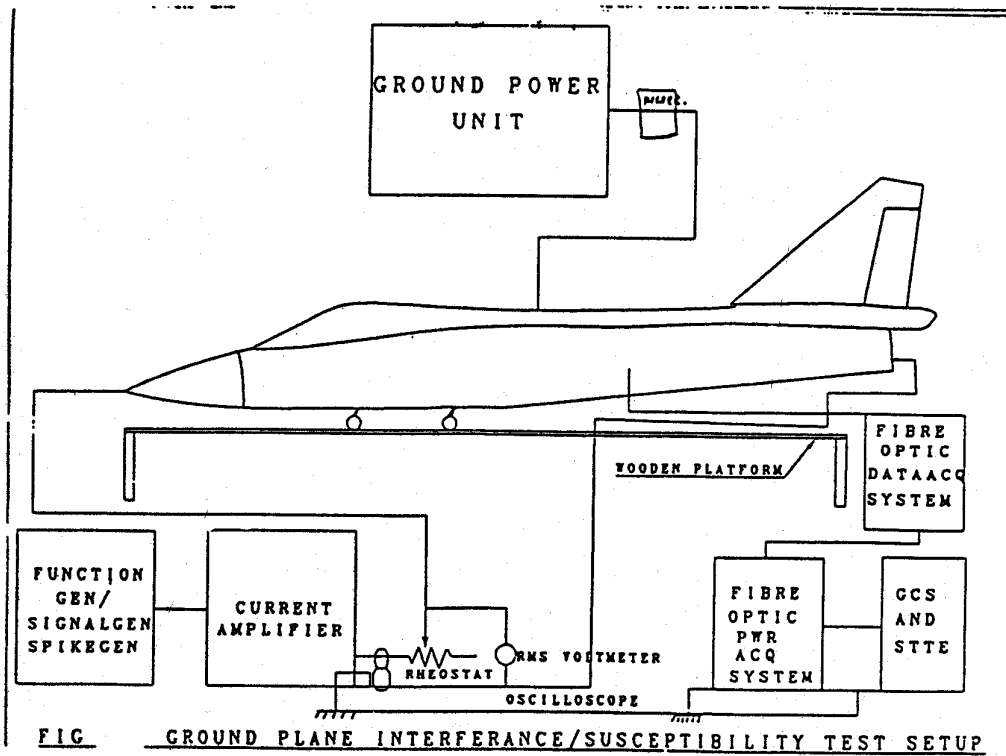 GROUND POWER
UNIT
WOODEN PLATFORM
FIBRE
OPTIC
DATAACQ
SYSTEM
FUNCTION
GEN/
SIGNALGEN
SPIKEGEN
CURRENT
AMPLIFIER
RHEOSTAT
RMS VOLTMETER
OSCILLOSCOPE
FIBRE
OPTIC
PWR
ACQ
SYSTEM
GCS
AND
STTE
FIG GROUND PLANE INTERFERANCE/SUSCEPTIBILITY TEST SETUP